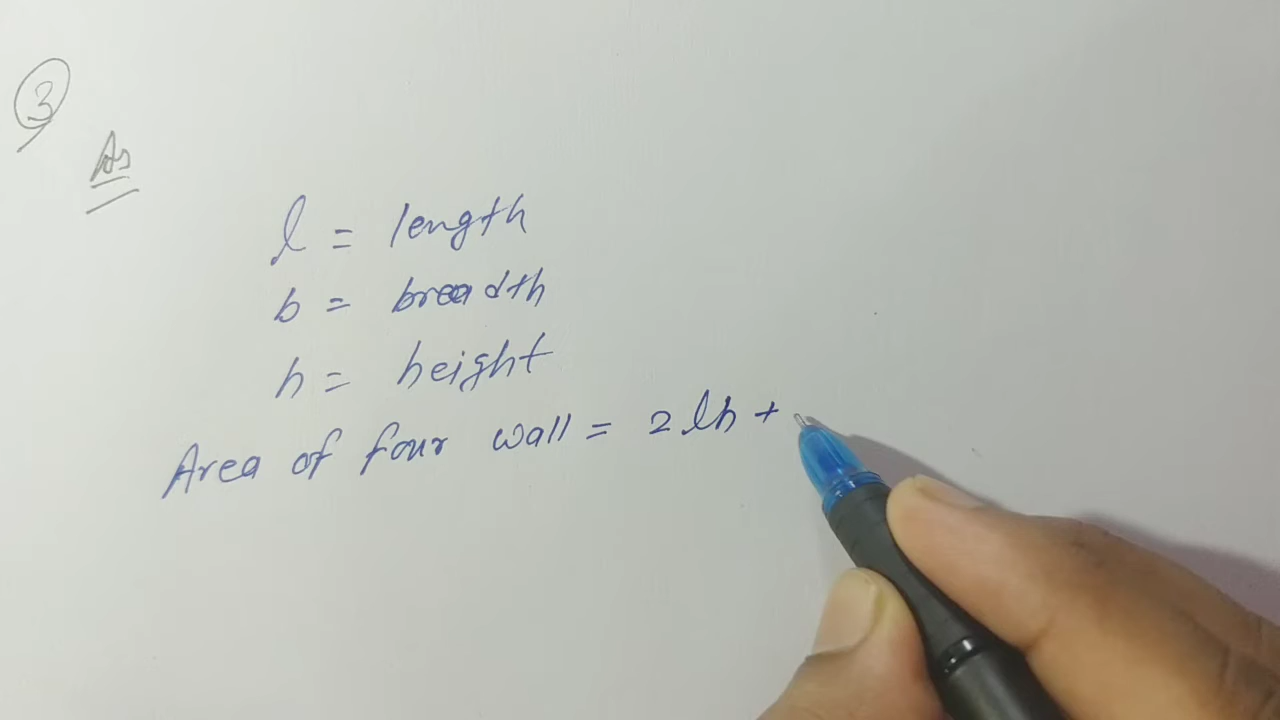 3
As
l = length
b = breadth
h = height
Area of four wall = 2lh +